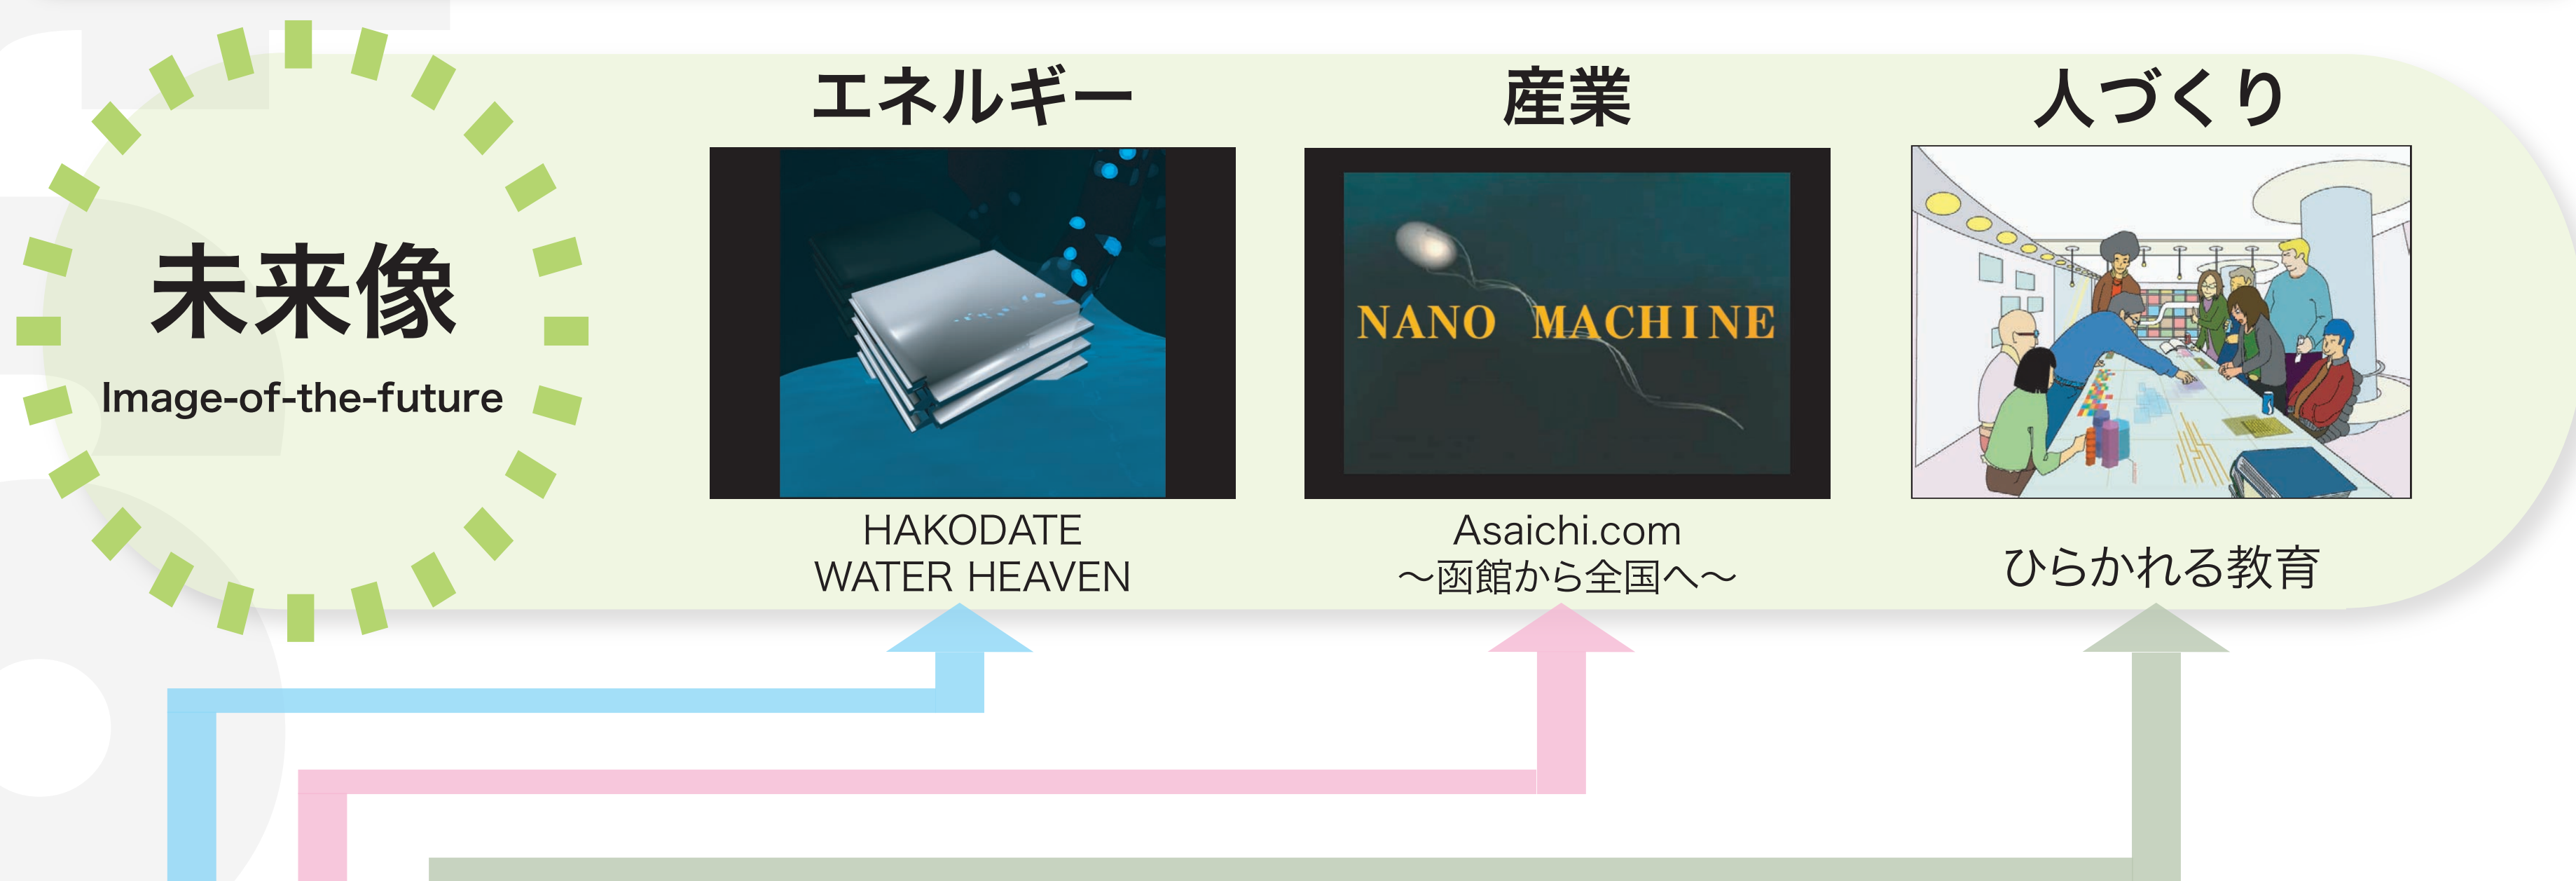 未来像
Image-of-the-future
エネルギー
HAKODATE
WATER HEAVEN
産業
NANO MACHINE
Asaichi.com
～函館から全国へ～
人づくり
ひらかれる教育